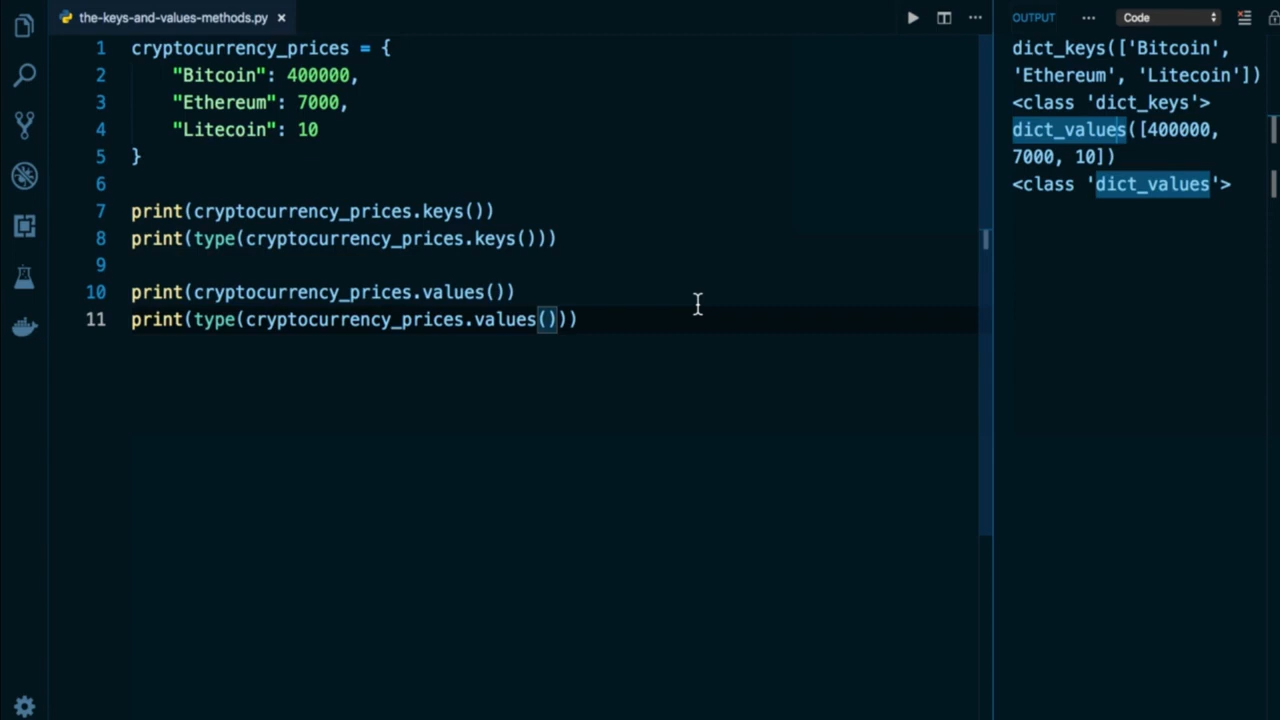 the-keys-and-values-methods.py
1 cryptocurrency_prices = {
2 "Bitcoin": 400000,
3 "Ethereum": 7000,
4 "Litecoin": 10
5 }
6
7 print(cryptocurrency_prices.keys())
8 print(type(cryptocurrency_prices.keys()))
9
10 print(cryptocurrency_prices.values())
11 print(type(cryptocurrency_prices.values()))
OUTPUT ... Code
dict_keys(['Bitcoin',
'Ethereum', 'Litecoin'])
<class 'dict_keys'>
dict_values([400000,
7000, 10])
<class 'dict_values'>